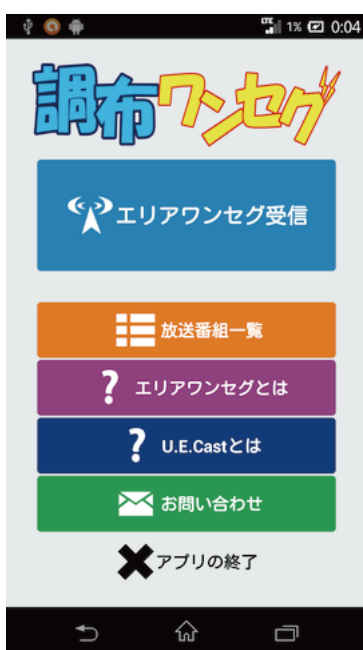 LTE 1% 0:04
調布ワンセグ
エリアワンセグ受信
放送番組一覧
? エリアワンセグとは
? U.E.Castとは
お問い合わせ
アプリの終了